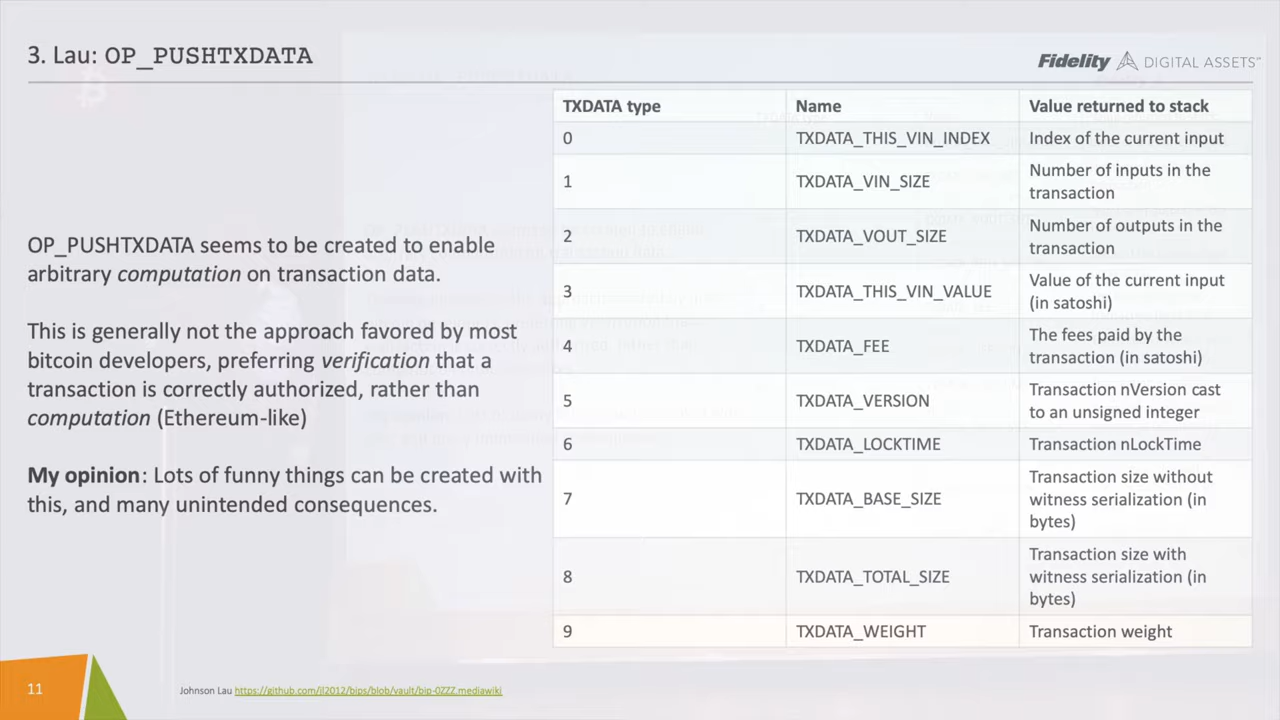 3. Lau: OP_PUSHTXDATA
Fidelity DIGITAL ASSETS℠
OP_PUSHTXDATA seems to be created to enable
arbitrary computation on transaction data.
This is generally not the approach favored by most
bitcoin developers, preferring verification that a
transaction is correctly authorized, rather than
computation (Ethereum-like)
My opinion: Lots of funny things can be created with
this, and many unintended consequences.
TXDATA type Name Value returned to stack
0 TXDATA_THIS_VIN_INDEX Index of the current input
1 TXDATA_VIN_SIZE Number of inputs in the
transaction
2 TXDATA_VOUT_SIZE Number of outputs in the
transaction
3 TXDATA_THIS_VIN_VALUE Value of the current input
(in satoshi)
4 TXDATA_FEE The fees paid by the
transaction (in satoshi)
5 TXDATA_VERSION Transaction nVersion cast
to an unsigned integer
6 TXDATA_LOCKTIME Transaction nLockTime
7 TXDATA_BASE_SIZE Transaction size without
witness serialization (in
bytes)
8 TXDATA_TOTAL_SIZE Transaction size with
witness serialization (in
bytes)
9 TXDATA_WEIGHT Transaction weight
11
Johnson Lau https://github.com/jl2012/bips/blob/vault/bip-0ZZZ.mediawiki